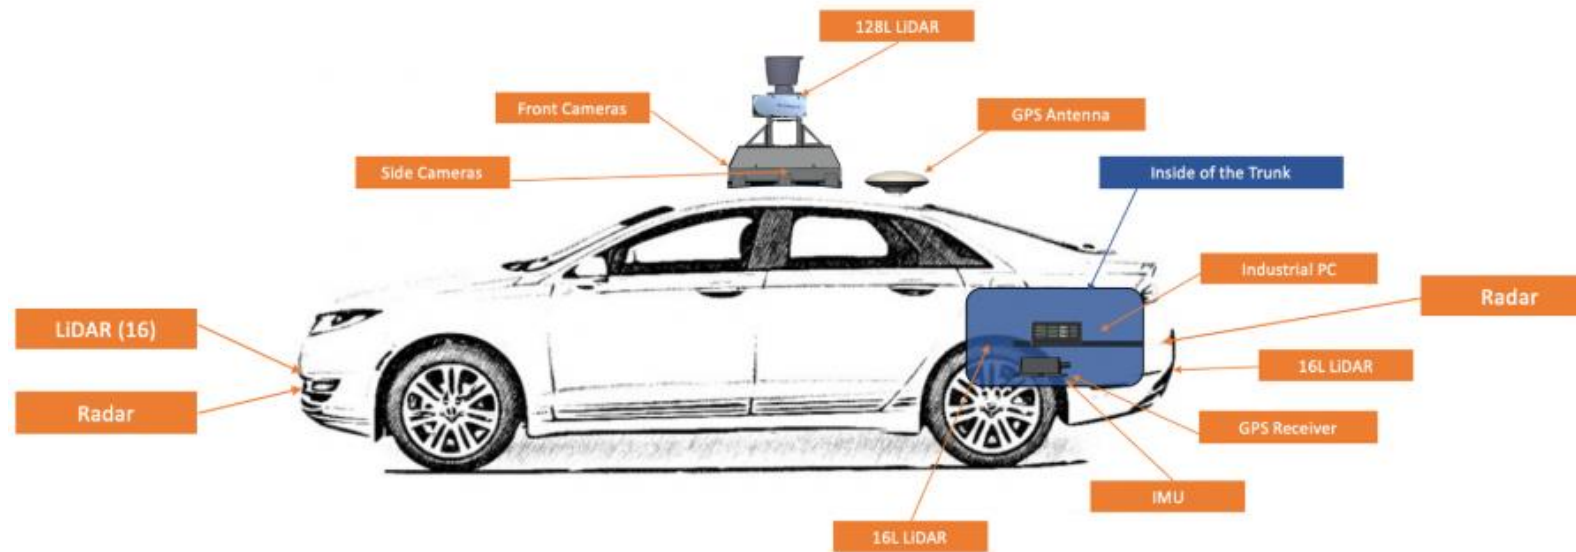 128L LiDAR
Front Cameras
GPS Antenna
Side Cameras
Inside of the Trunk
Industrial PC
Radar
LiDAR (16)
16L LiDAR
Radar
GPS Receiver
IMU
16L LiDAR